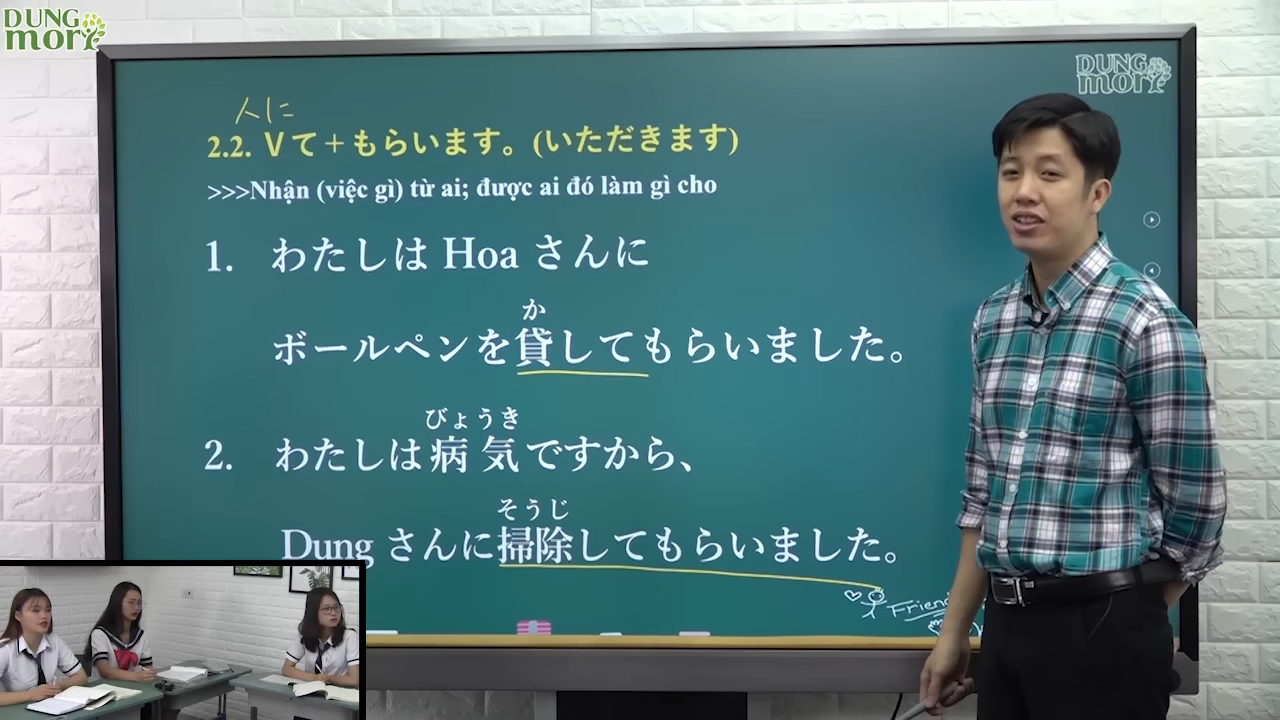 DUNG
mori
DUNG
mori
人に
2.2. Vて+もらいます。(いただきます)
>>>Nhận (việc gì) từ ai; được ai đó làm gì cho
1. わたしは Hoa さんに
か
ボールペンを貸してもらいました。
びょうき
2. わたしは病気ですから、
そうじ
Dung さんに掃除してもらいました。